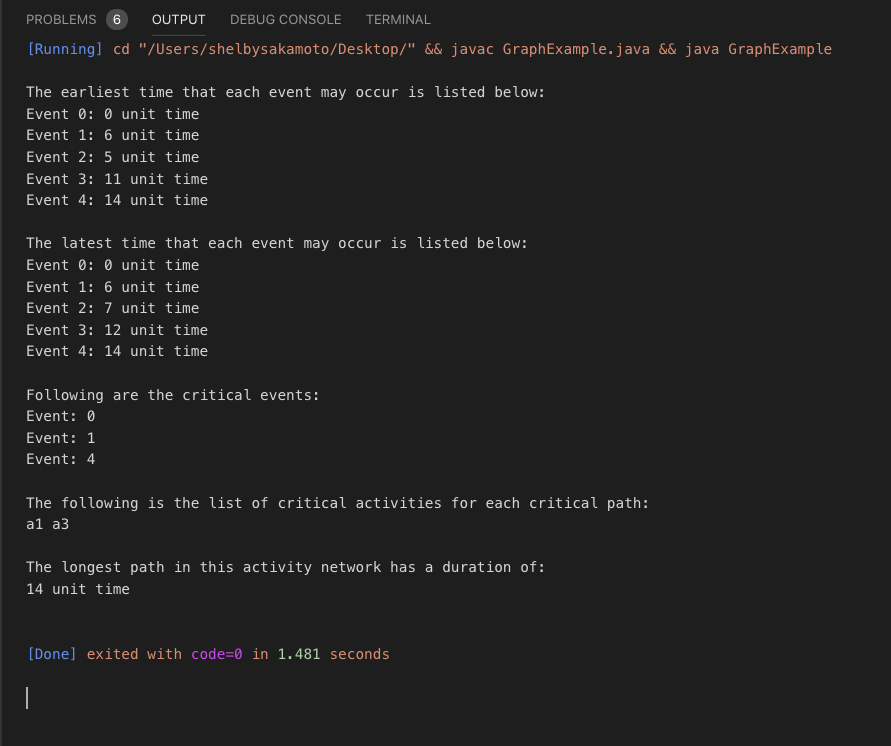 PROBLEMS 6 OUTPUT DEBUG CONSOLE TERMINAL
[Running] cd "/Users/shelbysakamoto/Desktop/" && javac GraphExample.java && java GraphExample
The earliest time that each event may occur is listed below:
Event 0: 0 unit time
Event 1: 6 unit time
Event 2: 5 unit time
Event 3: 11 unit time
Event 4: 14 unit time
The latest time that each event may occur is listed below:
Event 0: 0 unit time
Event 1: 6 unit time
Event 2: 7 unit time
Event 3: 12 unit time
Event 4: 14 unit time
Following are the critical events:
Event: 0
Event: 1
Event: 4
The following is the list of critical activities for each critical path:
a1 a3
The longest path in this activity network has a duration of:
14 unit time
[Done] exited with code=0 in 1.481 seconds